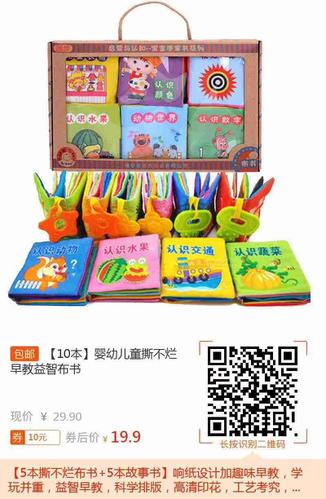 认识颜色
认识水果
动物世界
认识数字
1
布书
认识动物
?
认识水果
认识交通
认识蔬菜
包邮 【10本】婴幼儿童撕不烂
早教益智布书
现价 ¥ 29.90
券 10元 券后价 ¥ 19.9
长按识别二维码
【5本撕不烂布书+5本故事书】响纸设计加趣味早教，学
玩并重，益智早教，科学排版，高清印花，工艺考究，...